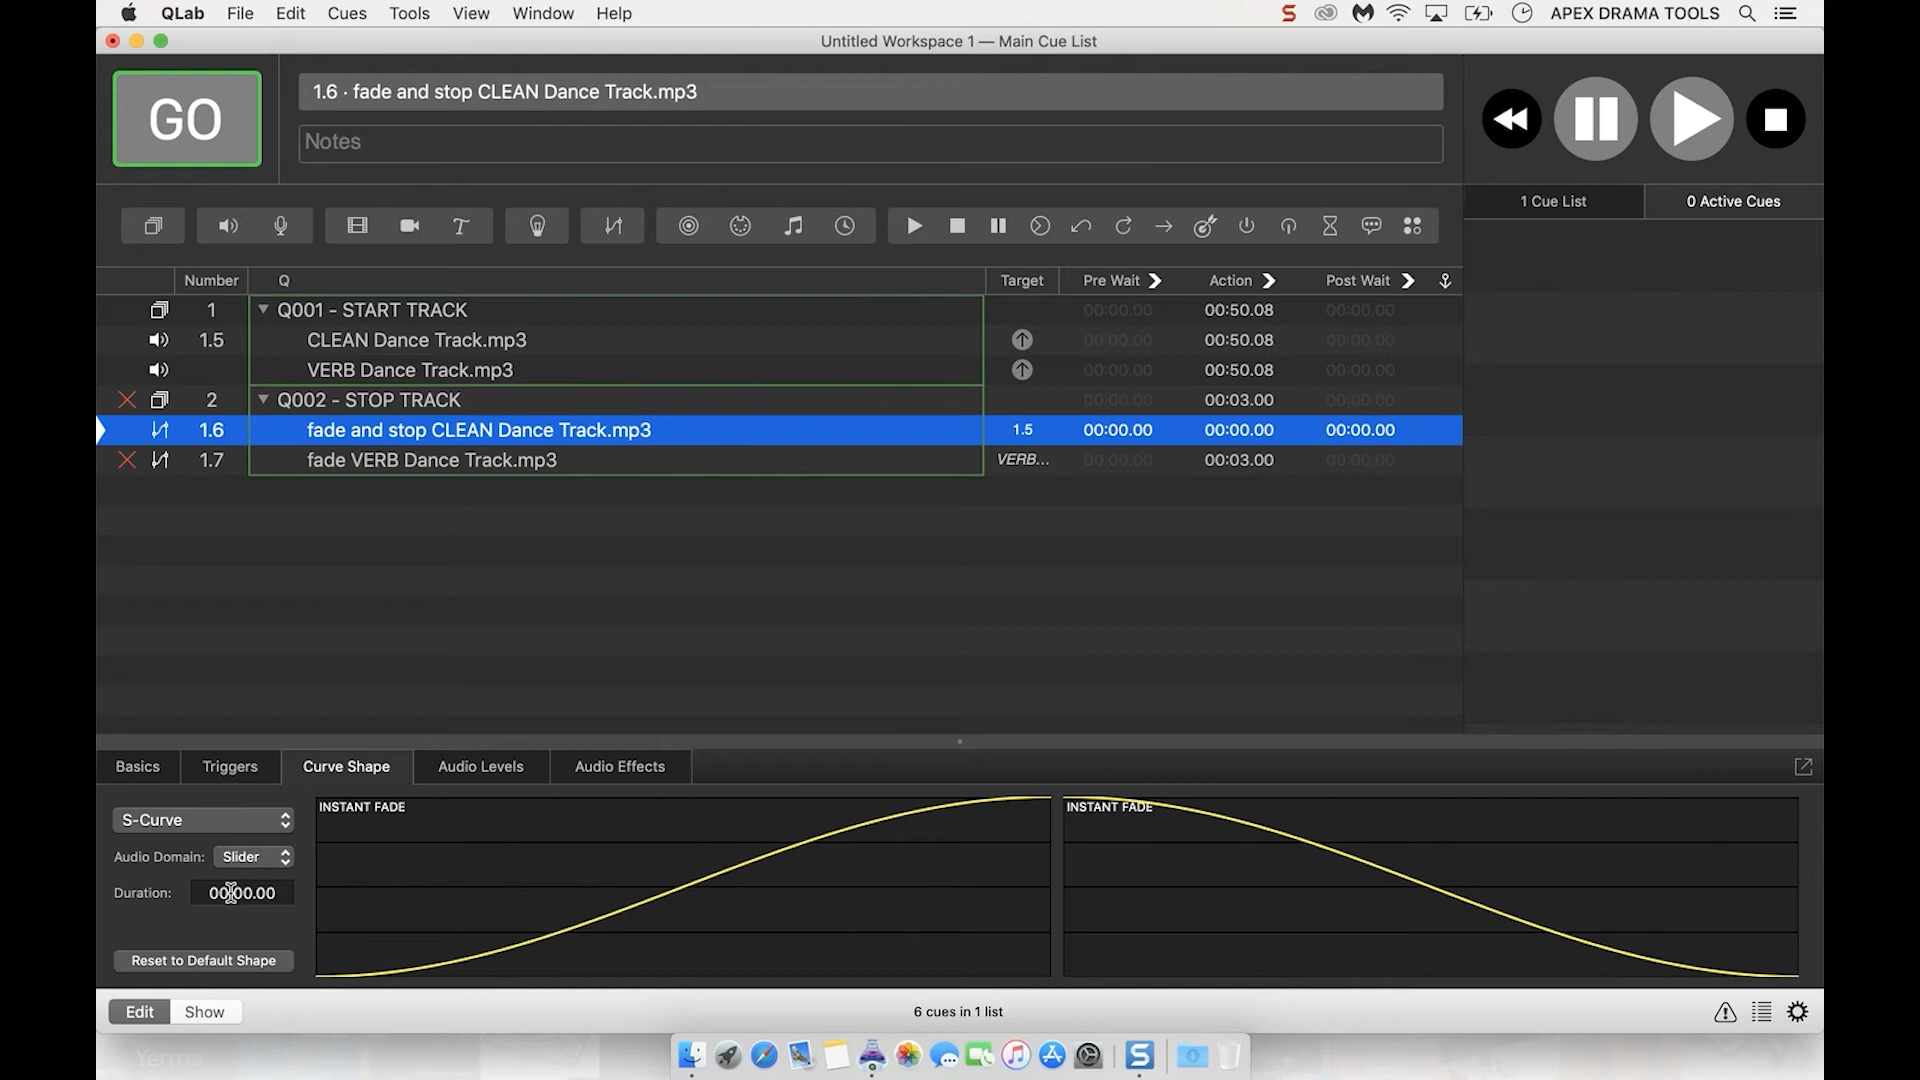 QLab File Edit Cues Tools View Window Help APEX DRAMA TOOLS
Untitled Workspace 1 — Main Cue List
GO
1.6 · fade and stop CLEAN Dance Track.mp3
Notes
1 Cue List
0 Active Cues
Number Q Target Pre Wait Action Post Wait
1 Q001 - START TRACK 00:00.00 00:50.08 00:00.00
1.5 CLEAN Dance Track.mp3 00:00.00 00:50.08 00:00.00
VERB Dance Track.mp3 00:00.00 00:50.08 00:00.00
2 Q002 - STOP TRACK 00:00.00 00:03.00 00:00.00
1.6 fade and stop CLEAN Dance Track.mp3 1.5 00:00.00 00:00.00 00:00.00
1.7 fade VERB Dance Track.mp3 VERB... 00:00.00 00:03.00 00:00.00
Basics Triggers Curve Shape Audio Levels Audio Effects
S-Curve
Audio Domain: Slider
Duration: 00:00.00
Reset to Default Shape
INSTANT FADE
INSTANT FADE
Edit Show
6 cues in 1 list
Yerma